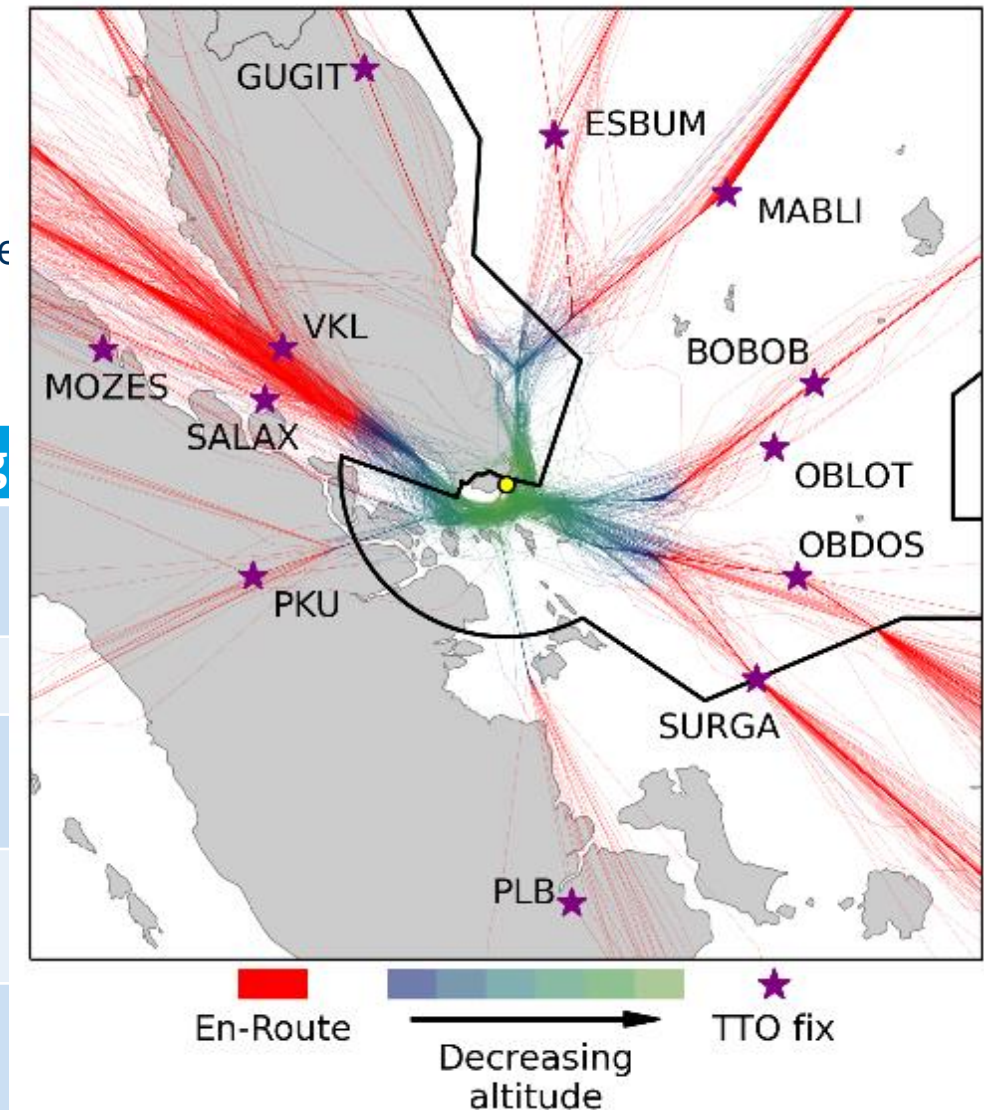 GUGIT
ESBUM
MABLI
VKL
BOBOB
MOZES
SALAX
OBLOT
OBDOS
PKU
SURGA
PLB
En-Route
TTO fix
Decreasing
altitude